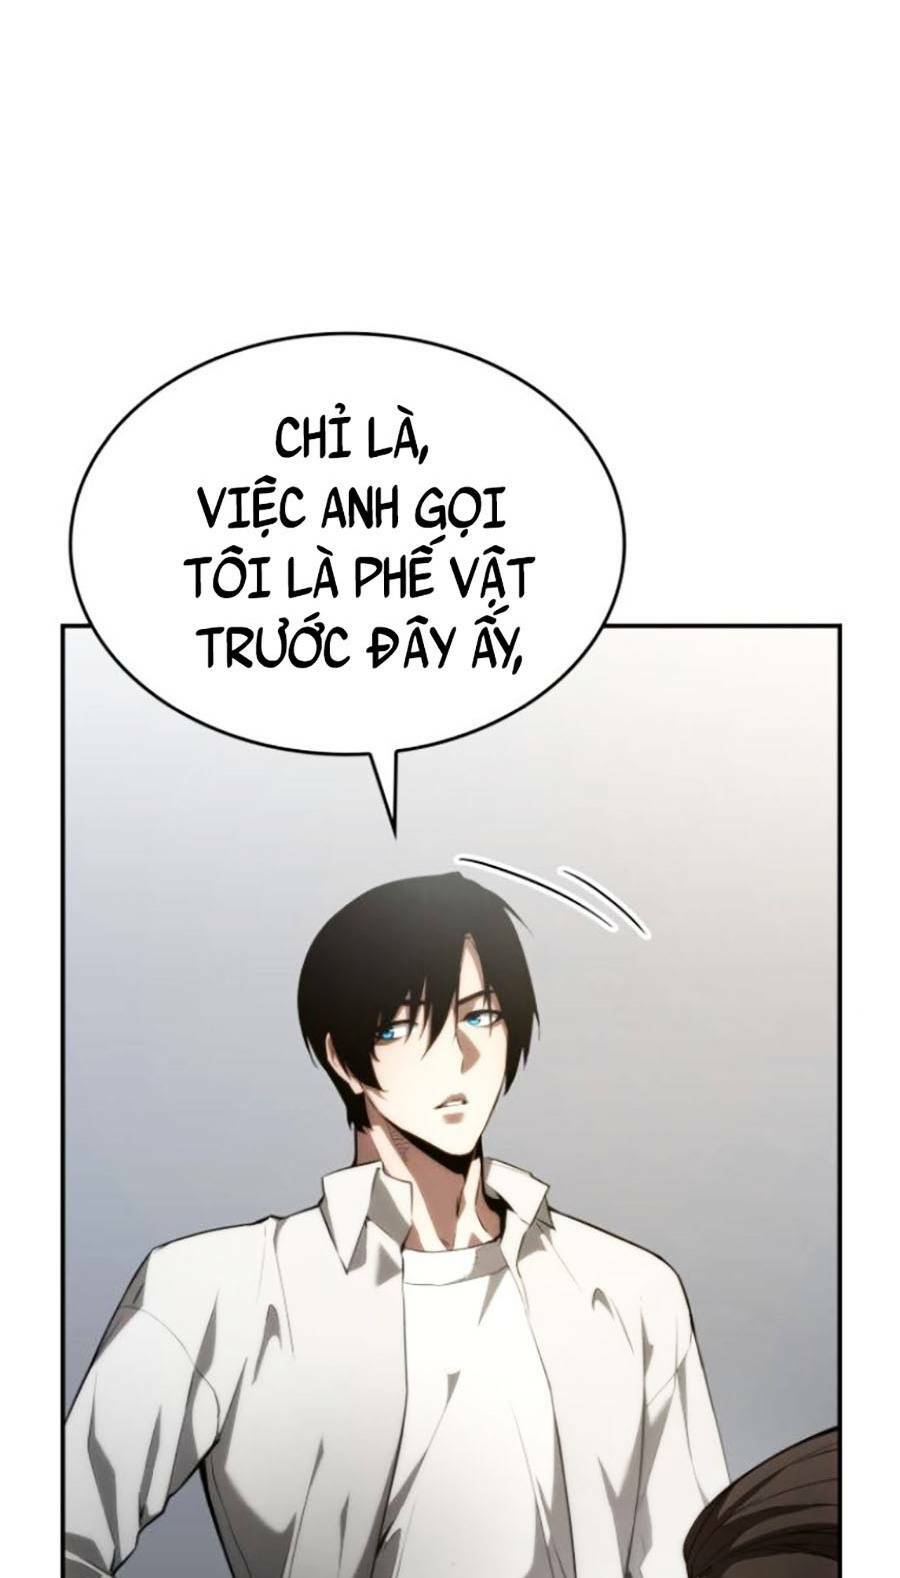 CHỈ LÀ,
VIỆC ANH GỌI
TÔI LÀ PHẾ VẬT
TRƯỚC ĐÂY ẤY,